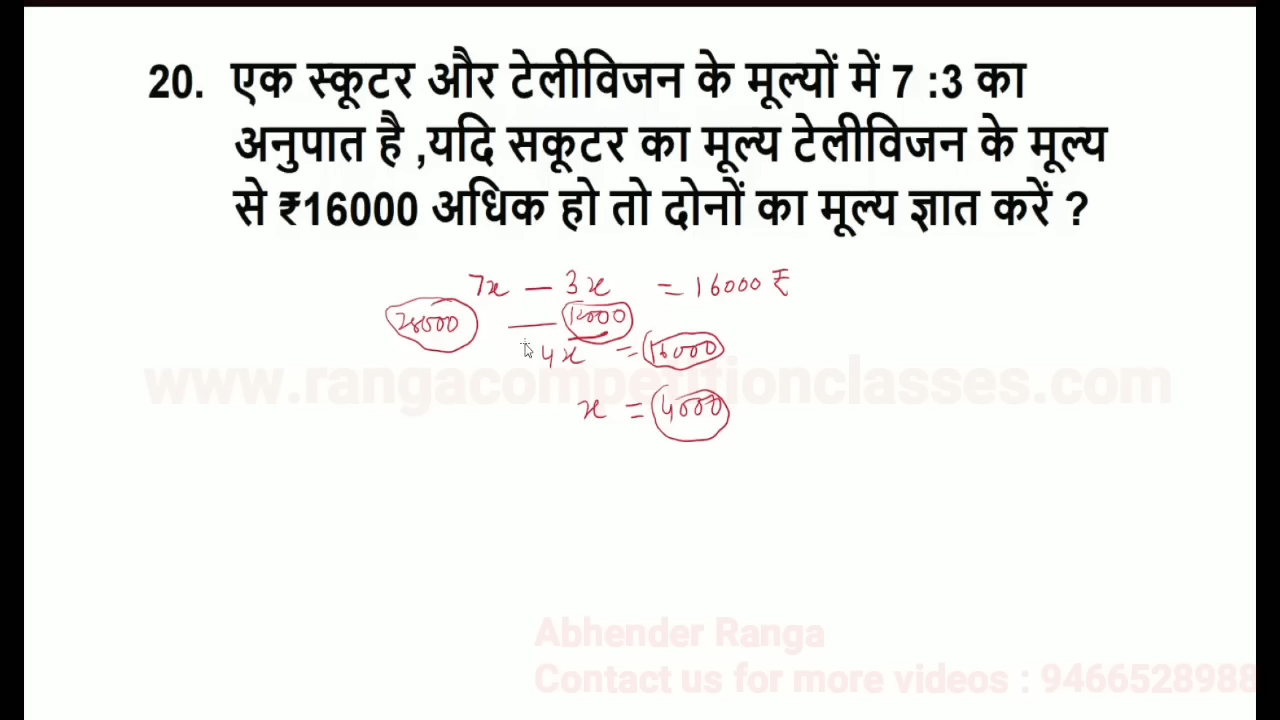 20. एक स्कूटर और टेलीविजन के मूल्यों में 7 :3 का
अनुपात है ,यदि सकूटर का मूल्य टेलीविजन के मूल्य
से ₹16000 अधिक हो तो दोनों का मूल्य ज्ञात करें ?
7x — 3x = 16000 ₹
28000 — 12000
4x = 16000
www.rangacompetitionclasses.com
x = 4000
Abhender Ranga
Contact us for more videos : 9466528988